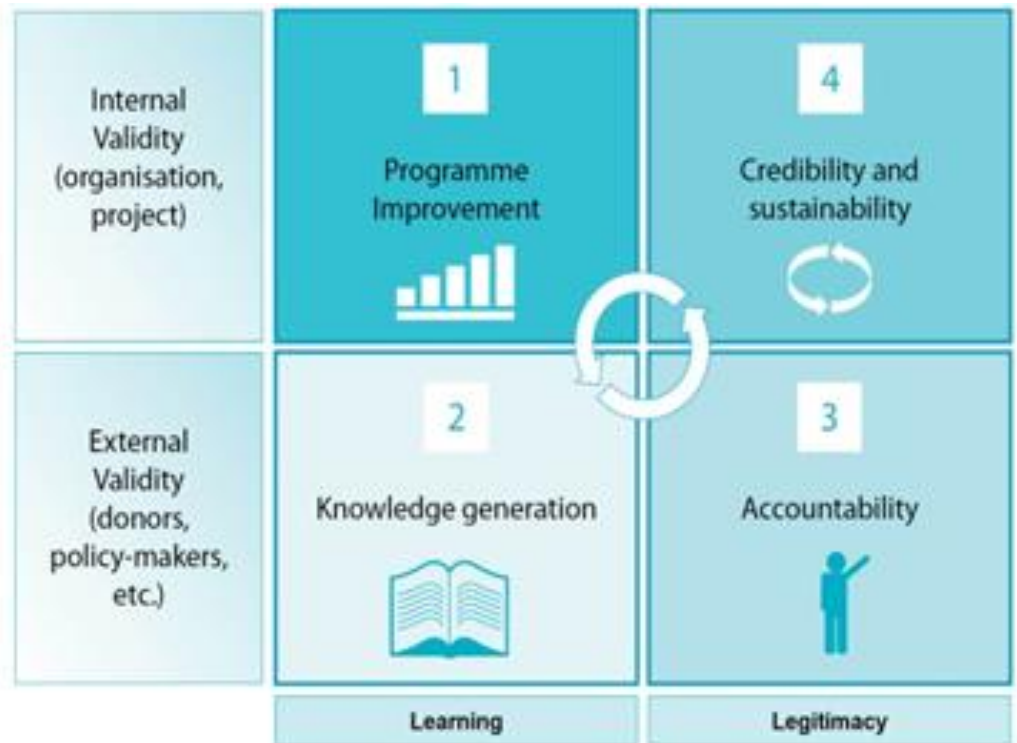 Internal
Validity
(organisation,
project)
1
Programme
Improvement
4
Credibility and
sustainability
External
Validity
(donors,
policy-makers,
etc.)
2
Knowledge generation
3
Accountability
Learning
Legitimacy